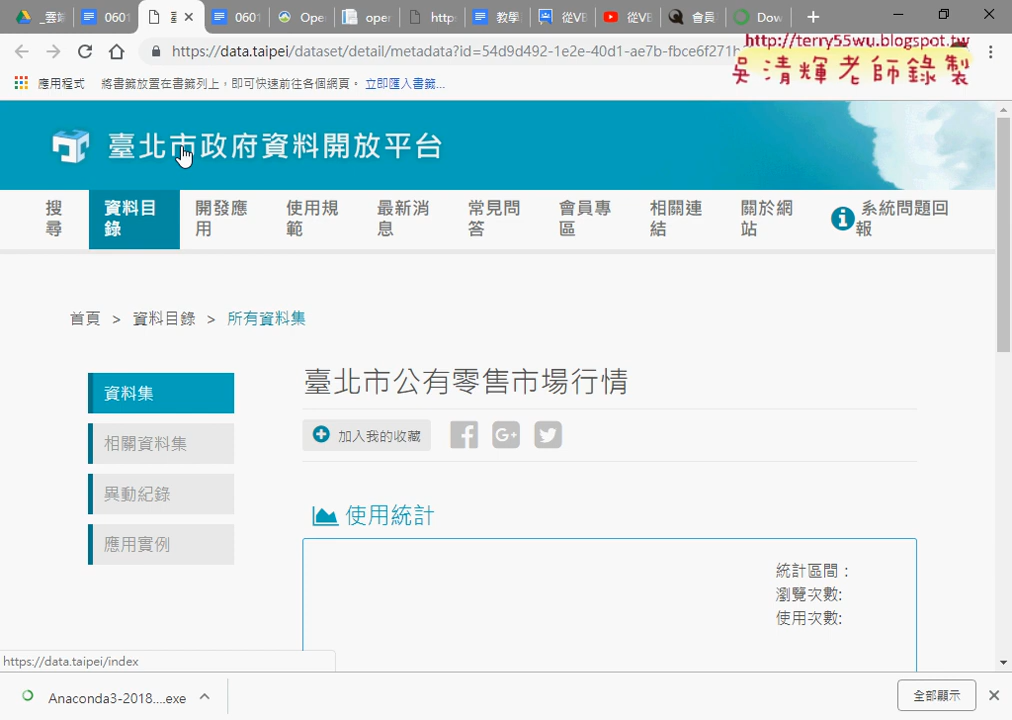 _雲端
0601
臺
0601
Ope
oper
http
教學
從VE
從VE
會員
Dow
https://data.taipei/dataset/detail/metadata?id=54d9d492-1e2e-40d1-ae7b-fbce6f271b
http://terry55wu.blogspot.tw
吳清輝老師錄製
應用程式
將書籤放置在書籤列上，即可快速前往各個網頁。
立即匯入書籤...
臺北市政府資料開放平台
搜尋
資料目錄
開發應用
使用規範
最新消息
常見問答
會員專區
相關連結
關於網站
系統問題回報
首頁 > 資料目錄 > 所有資料集
資料集
相關資料集
異動紀錄
應用實例
臺北市公有零售市場行情
加入我的收藏
使用統計
統計區間：
瀏覽次數:
使用次數:
https://data.taipei/index
Anaconda3-2018....exe
全部顯示